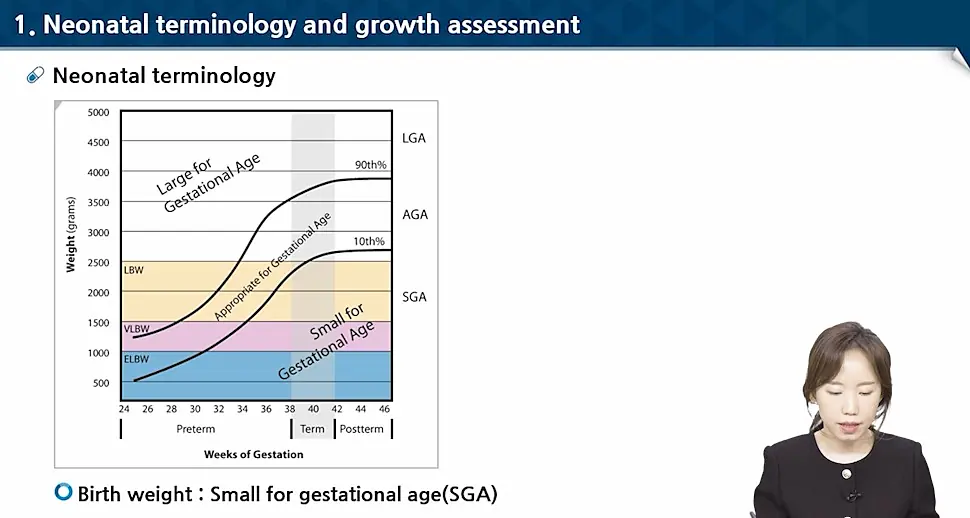 1. Neonatal terminology and growth assessment
Neonatal terminology
5000
4500
4000
3500
3000
2500
2000
1500
1000
500
Weight (grams)
Large for
Gestational Age
Appropriate for Gestational Age
Small for
Gestational Age
90th%
10th%
LGA
AGA
SGA
LBW
VLBW
ELBW
24 26 28 30 32 34 36 38 40 42 44 46
Preterm Term Postterm
Weeks of Gestation
Birth weight : Small for gestational age(SGA)